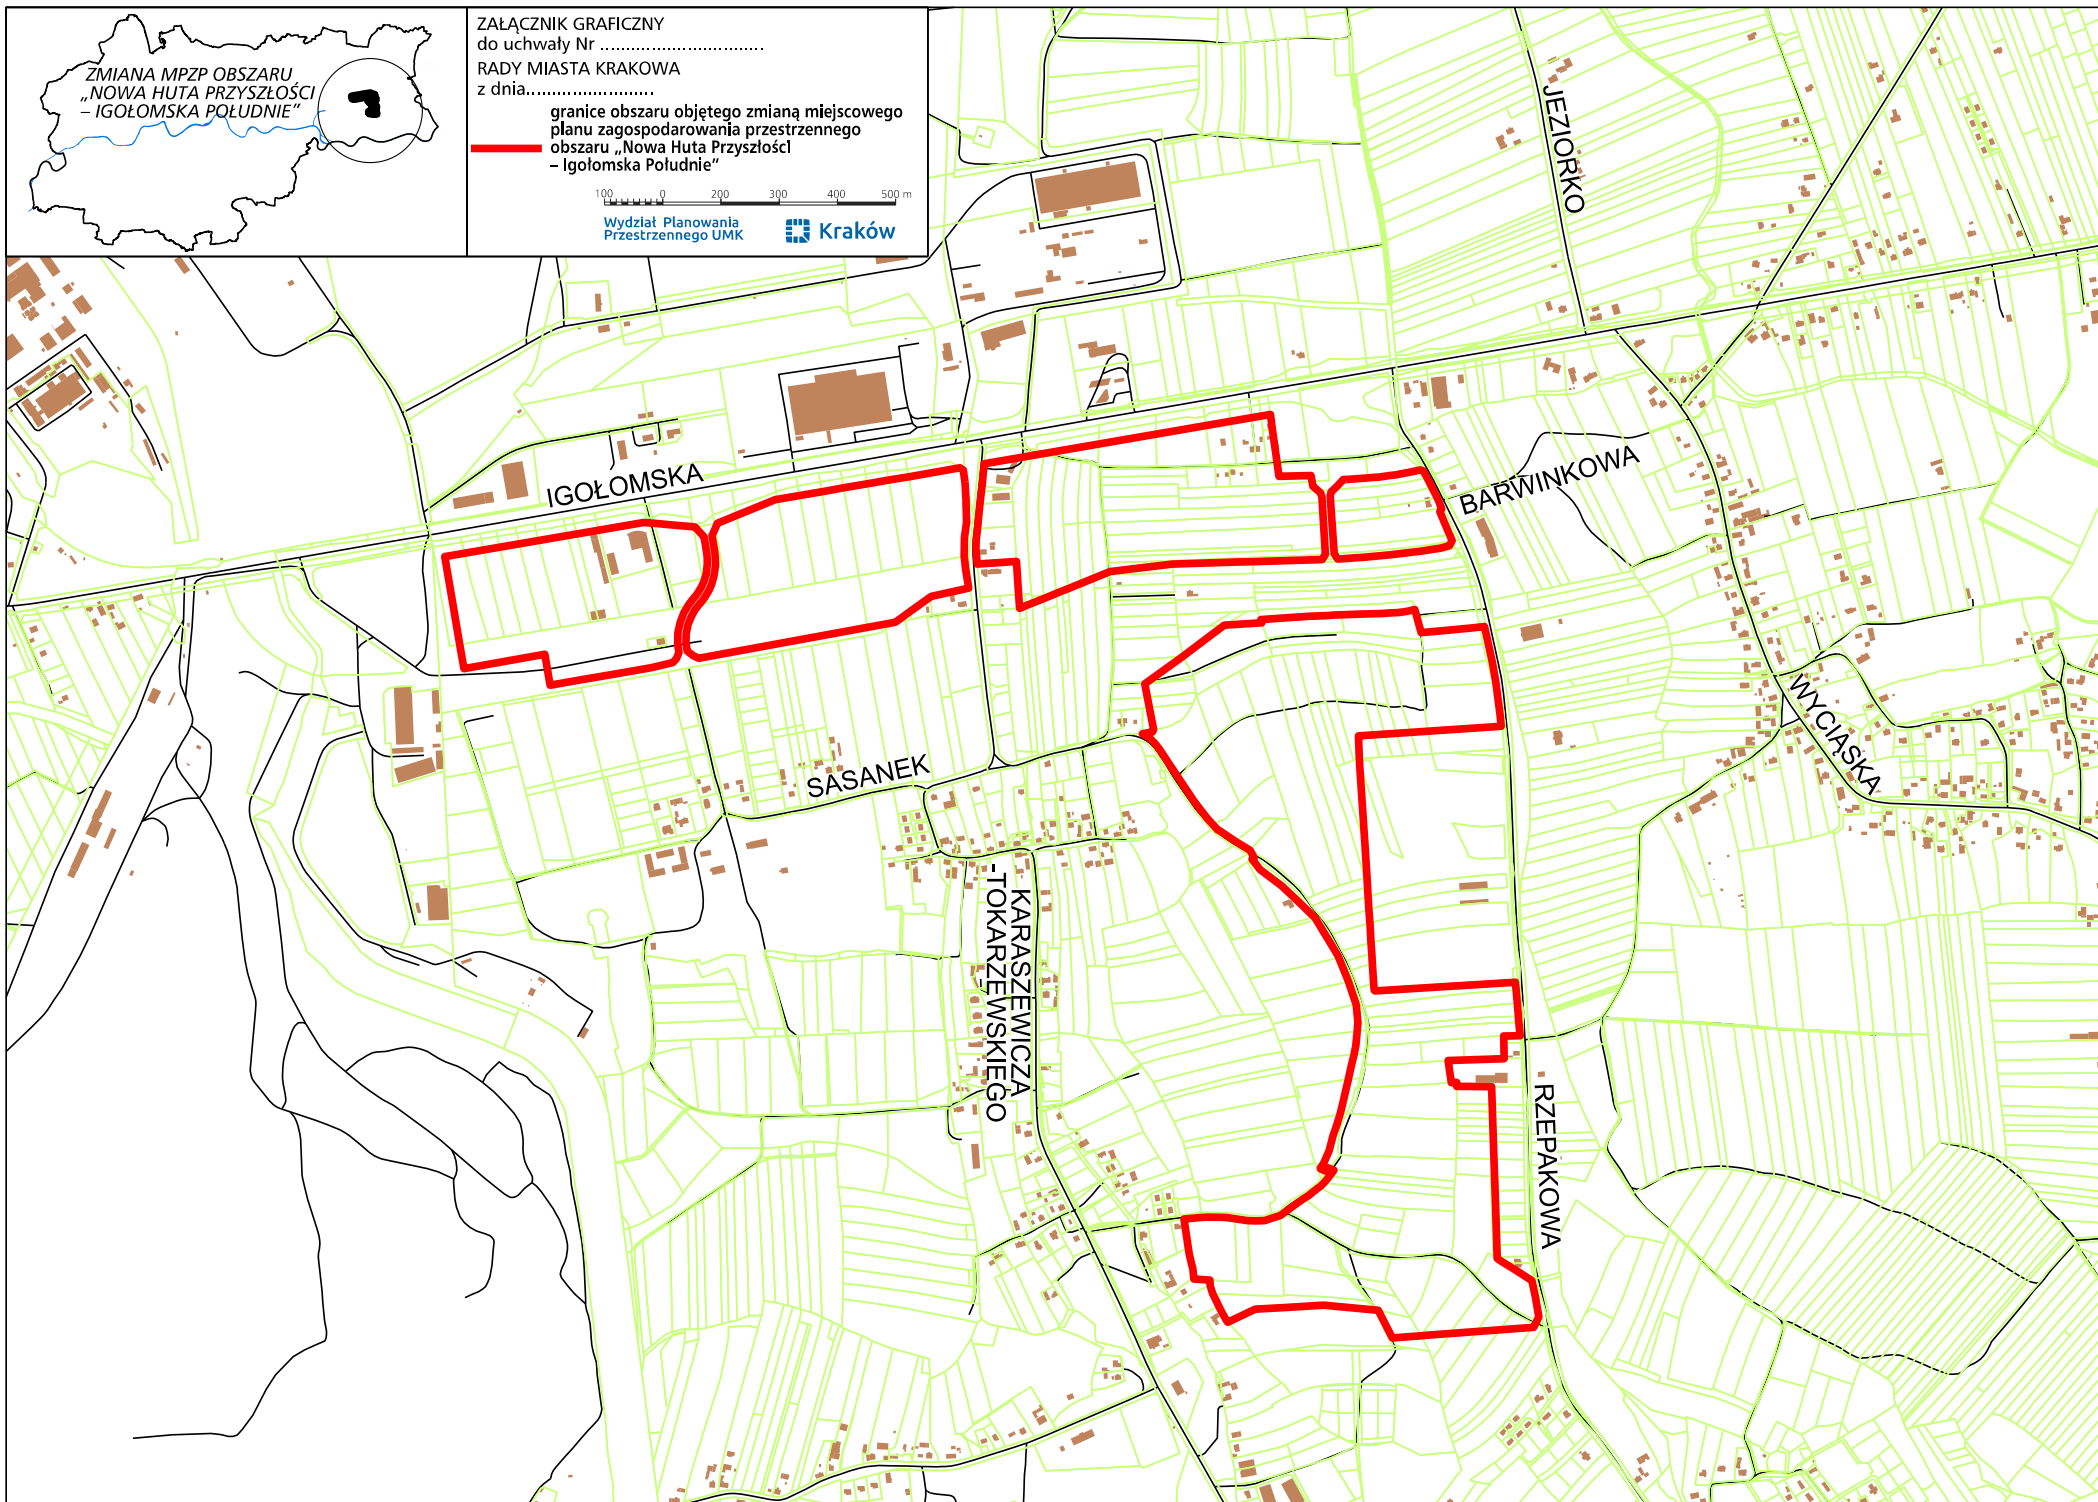 ZMIANA MPZP OBSZARU
„NOWA HUTA PRZYSZŁOŚCI
– IGOŁOMSKA POŁUDNIE”
ZAŁĄCZNIK GRAFICZNY
do uchwały Nr ..............................
RADY MIASTA KRAKOWA
z dnia.......................
granice obszaru objętego zmianą miejscowego
planu zagospodarowania przestrzennego
obszaru „Nowa Huta Przyszłości
– Igołomska Południe”
100 0 200 300 400 500 m
Wydział Planowania
Przestrzennego UMK
Kraków
JEZIORKO
IGOŁOMSKA
BARWINKOWA
WYCIĄSKA
SASANEK
KARASZEWICZA
-TOKARZEWSKIEGO
RZEPAKOWA